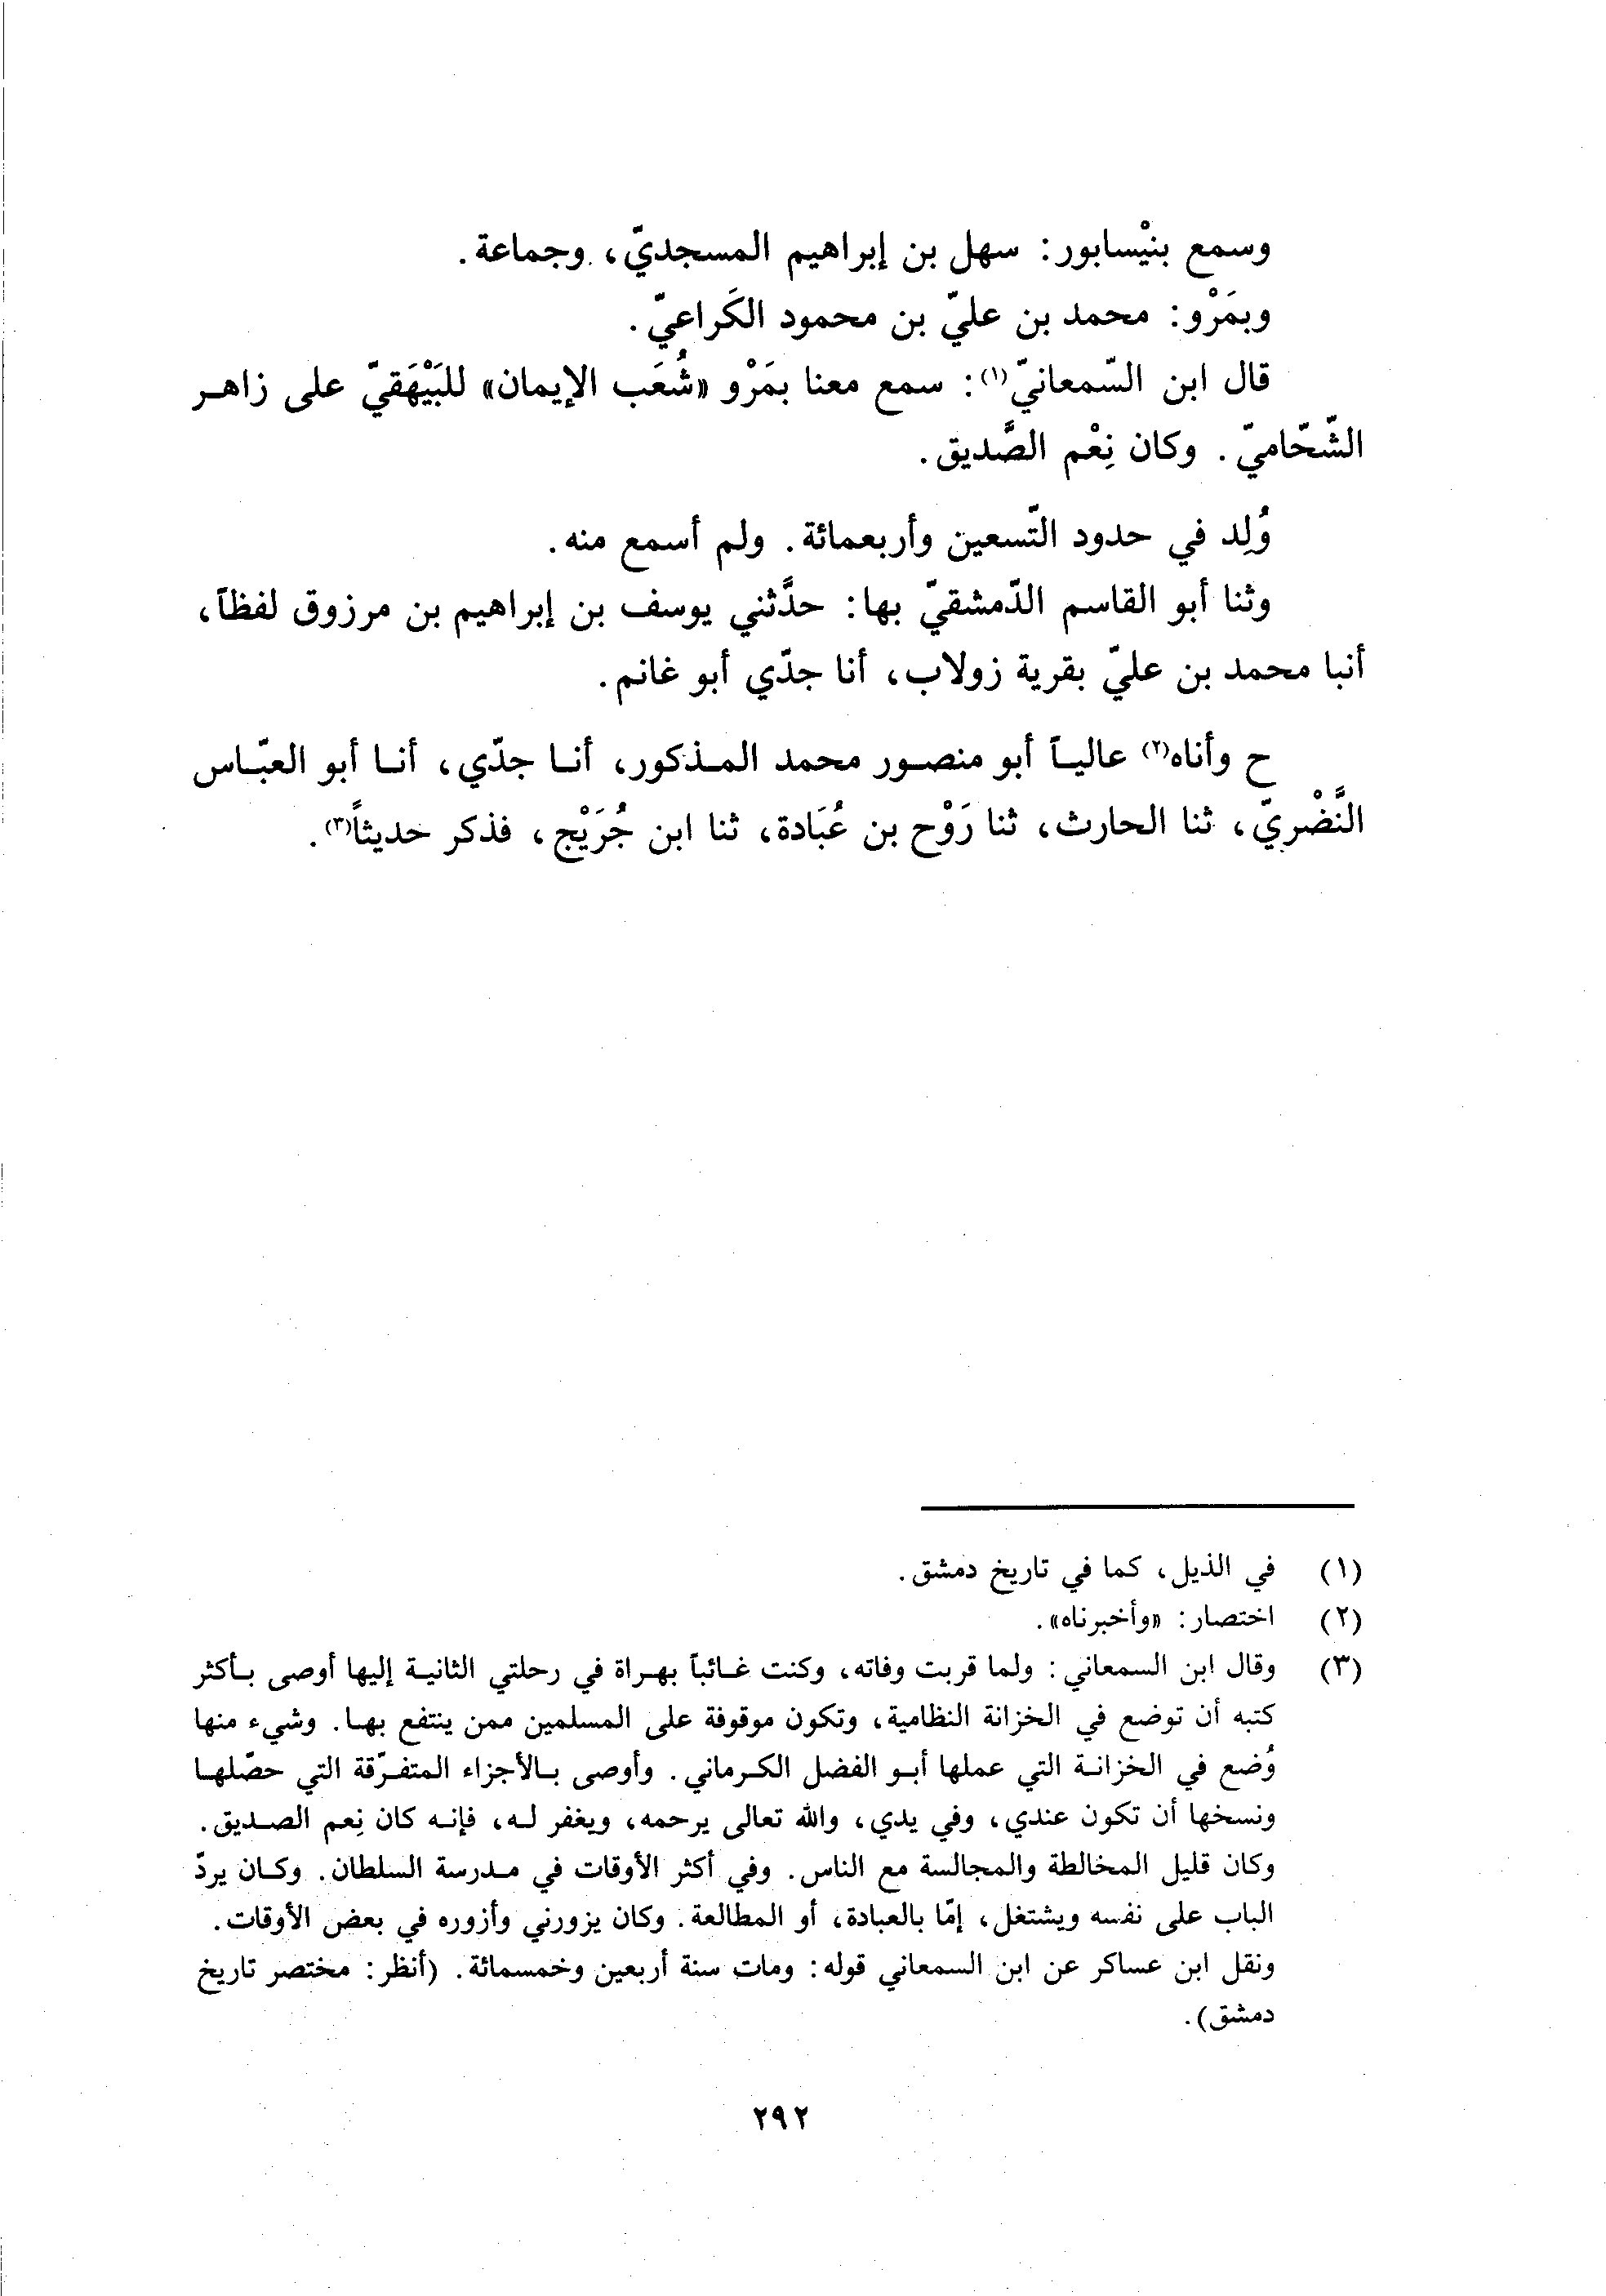 وسمع بنيْسابور: سهل بن إبراهيم المسجديّ، وجماعة.
وبمَرْو: محمد بن عليّ بن محمود الكَراعيّ.
قال ابن السّمعانيّ(١): سمع معنا بمَرْو «شُعَب الإيمان» للبَيْهَقيّ على زاهر
الشّحّاميّ. وكان نِعْم الصَّديق.
وُلِد في حدود التّسعين وأربعمائة. ولم أسمع منه.
وثنا أبو القاسم الدّمشقيّ بها: حدَّثني يوسف بن إبراهيم بن مرزوق لفظاً،
أنبا محمد بن عليّ بقرية زولاب، أنا جدّي أبو غانم.
ح وأناه(٢) عالياً أبو منصور محمد المذكور، أنا جدّي، أنا أبو العبّاس
النَّضْريّ، ثنا الحارث، ثنا رَوْح بن عُبَادة، ثنا ابن جُرَيْج، فذكر حديثاً(٣).
(١) في الذيل، كما في تاريخ دمشق.
(٢) اختصار: «وأخبرناه».
(٣) وقال ابن السمعاني: ولما قربت وفاته، وكنت غائباً بهراة في رحلتي الثانية إليها أوصى بأكثر
كتبه أن توضع في الخزانة النظامية، وتكون موقوفة على المسلمين ممن ينتفع بها. وشيء منها
وُضع في الخزانة التي عملها أبو الفضل الكرماني. وأوصى بالأجزاء المتفرّقة التي حصّلها
ونسخها أن تكون عندي، وفي يدي، والله تعالى يرحمه، ويغفر له، فإنه كان نِعم الصديق.
وكان قليل المخالطة والمجالسة مع الناس. وفي أكثر الأوقات في مدرسة السلطان. وكان يردّ
الباب على نفسه ويشتغل، إمّا بالعبادة، أو المطالعة. وكان يزورني وأزوره في بعض الأوقات.
ونقل ابن عساكر عن ابن السمعاني قوله: ومات سنة أربعين وخمسمائة. (أنظر: مختصر تاريخ
دمشق).
٢٩٢